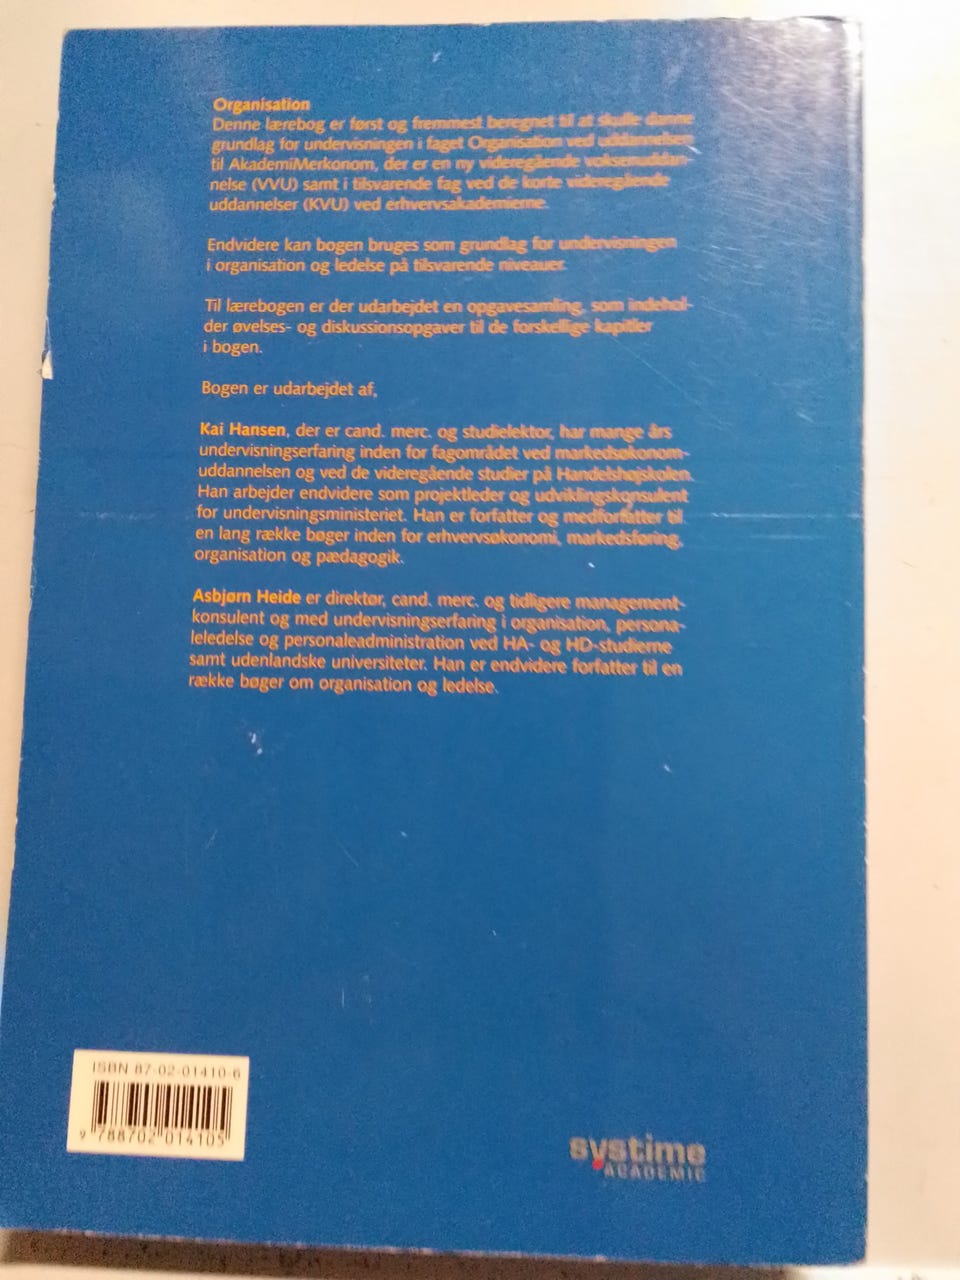 Organisation
Denne lærebog er først og fremmest beregnet til at skulle danne
grundlag for undervisningen i faget Organisation ved uddannelsen
til AkademiMerkonom, der er en ny videregående voksenuddan-
nelse (VVU) samt i tilsvarende fag ved de korte videregående
uddannelser (KVU) ved erhvervsakademierne.
Endvidere kan bogen bruges som grundlag for undervisningen
i organisation og ledelse på tilsvarende niveauer.
Til lærebogen er der udarbejdet en opgavesamling, som indehol-
der øvelses- og diskussionsopgaver til de forskellige kapitler
i bogen.
Bogen er udarbejdet af,
Kai Hansen, der er cand. merc. og studielektor, har mange års
undervisningserfaring inden for fagområdet ved markedsøkonom-
uddannelsen og ved de videregående studier på Handelshøjskolen.
Han arbejder endvidere som projektleder og udviklingskonsulent
for undervisningsministeriet. Han er forfatter og medforfatter til
en lang række bøger inden for erhvervsøkonomi, markedsføring,
organisation og pædagogik.
Asbjørn Heide er direktør, cand. merc. og tidligere management-
konsulent og med undervisningserfaring i organisation, persona-
leledelse og personaleadministration ved HA- og HD-studierne
samt udenlandske universiteter. Han er endvidere forfatter til en
række bøger om organisation og ledelse.
ISBN 87-02-01410-6
9 788702 014105
systime
ACADEMIC